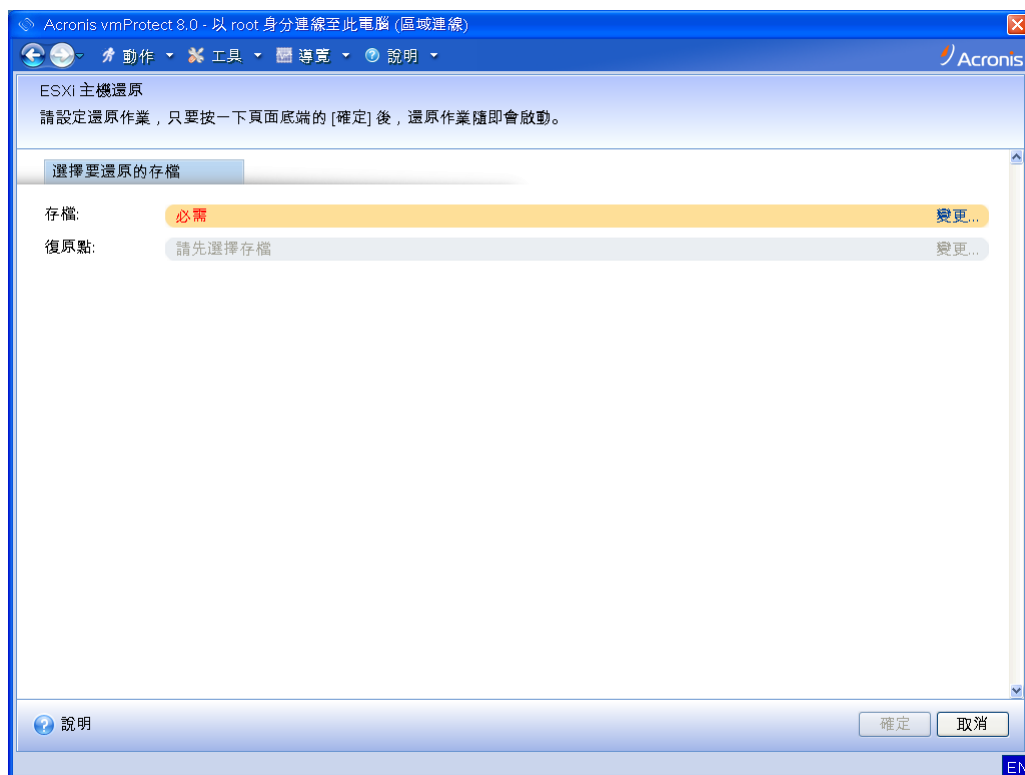 Acronis vmProtect 8.0 - 以 root 身分連線至此電腦 (區域連線)
動作 工具 導覽 說明 Acronis
ESXi 主機還原
請設定還原作業，只要按一下頁面底端的 [確定] 後，還原作業隨即會啟動。
選擇要還原的存檔
存檔: 必需 變更...
復原點: 請先選擇存檔 變更...
說明 確定 取消
EN